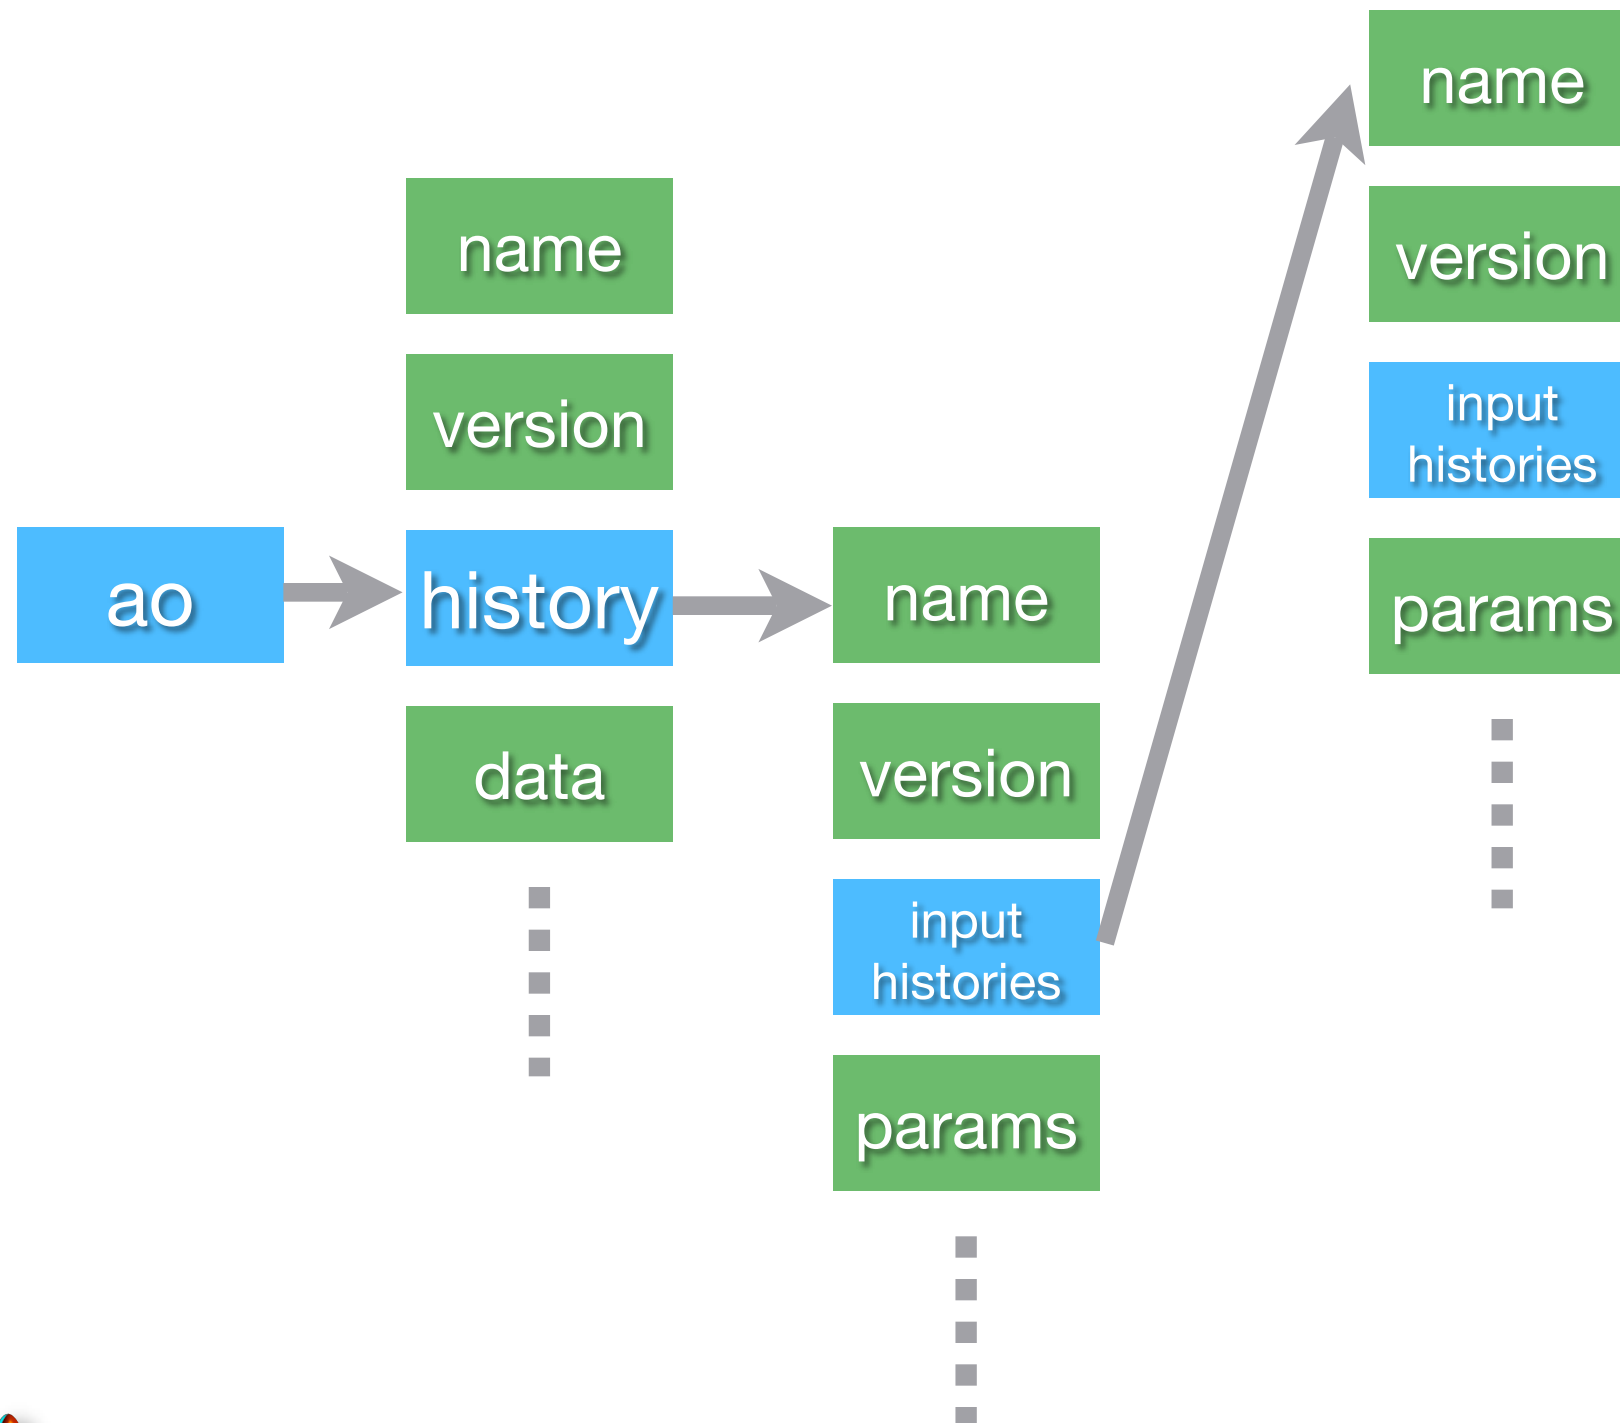 ao
name
version
history
data
name
version
input
histories
params
name
version
input
histories
params